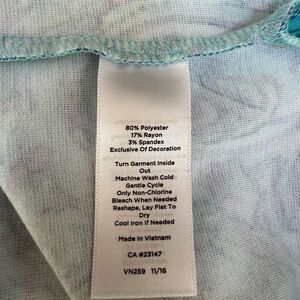 80% Polyester
17% Rayon
3% Spandex
Exclusive Of Decoration
Turn Garment Inside
Out
Machine Wash Cold
Gentle Cycle
Only Non-Chlorine
Bleach When Needed
Reshape, Lay Flat To
Dry
Cool Iron If Needed
Made in Vietnam
CA #23147
VN259 11/16